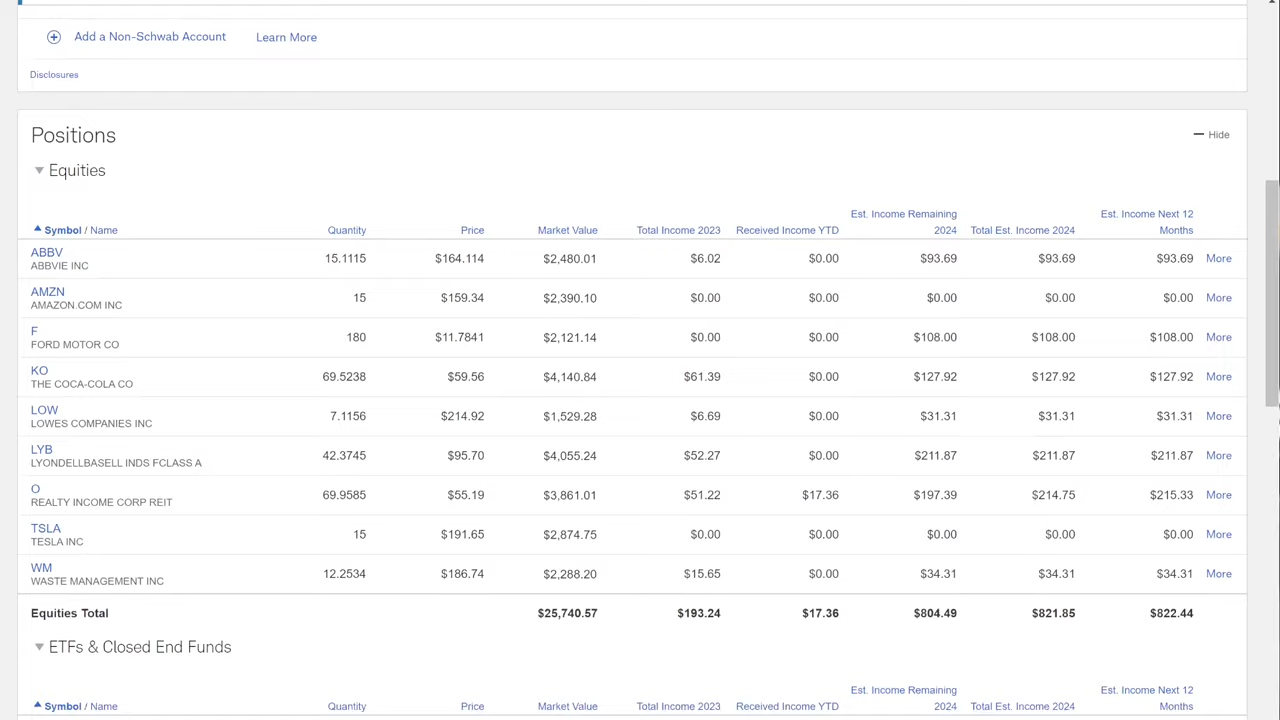 Add a Non-Schwab Account Learn More
Disclosures
Positions
Hide
Equities
Est. Income Remaining Est. Income Next 12
Symbol / Name Quantity Price Market Value Total Income 2023 Received Income YTD 2024 Total Est. Income 2024 Months
ABBV 15.1115 $164.114 $2,480.01 $6.02 $0.00 $93.69 $93.69 $93.69 More
ABBVIE INC
AMZN 15 $159.34 $2,390.10 $0.00 $0.00 $0.00 $0.00 $0.00 More
AMAZON.COM INC
F 180 $11.7841 $2,121.14 $0.00 $0.00 $108.00 $108.00 $108.00 More
FORD MOTOR CO
KO 69.5238 $59.56 $4,140.84 $61.39 $0.00 $127.92 $127.92 $127.92 More
THE COCA-COLA CO
LOW 7.1156 $214.92 $1,529.28 $6.69 $0.00 $31.31 $31.31 $31.31 More
LOWES COMPANIES INC
LYB 42.3745 $95.70 $4,055.24 $52.27 $0.00 $211.87 $211.87 $211.87 More
LYONDELLBASELL INDS FCLASS A
O 69.9585 $55.19 $3,861.01 $51.22 $17.36 $197.39 $214.75 $215.33 More
REALTY INCOME CORP REIT
TSLA 15 $191.65 $2,874.75 $0.00 $0.00 $0.00 $0.00 $0.00 More
TESLA INC
WM 12.2534 $186.74 $2,288.20 $15.65 $0.00 $34.31 $34.31 $34.31 More
WASTE MANAGEMENT INC
Equities Total $25,740.57 $193.24 $17.36 $804.49 $821.85 $822.44
ETFs & Closed End Funds
Est. Income Remaining Est. Income Next 12
Symbol / Name Quantity Price Market Value Total Income 2023 Received Income YTD 2024 Total Est. Income 2024 Months